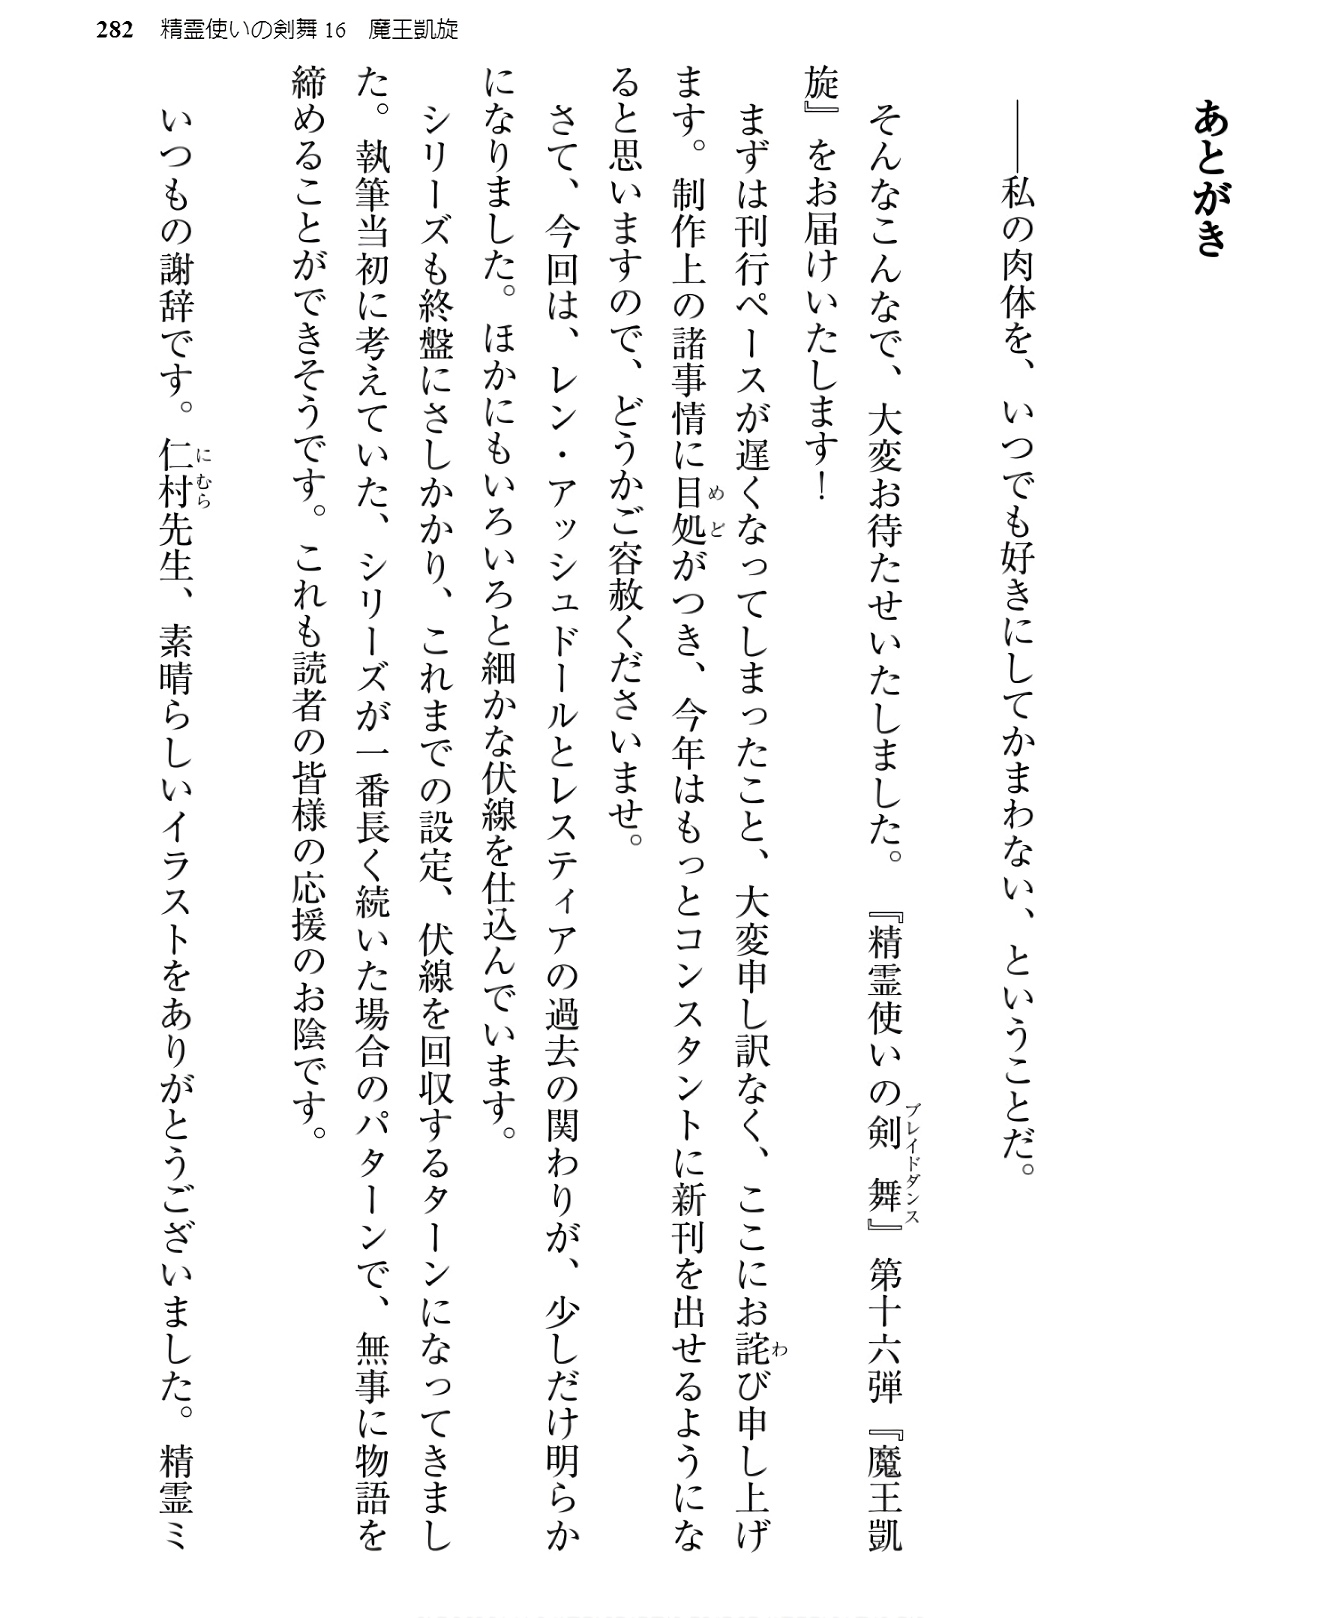 282 精霊使いの剣舞16 魔王凱旋
あとがき
――私の肉体を、いつでも好きにしてかまわない、ということだ。
そんなこんなで、大変お待たせいたしました。『精霊使いの剣舞』第十六弾『魔王凱
ブレイドダンス
旋』をお届けいたします！
まずは刊行ペースが遅くなってしまったこと、大変申し訳なく、ここにお詫び申し上げ
わ
ます。制作上の諸事情に目処がつき、今年はもっとコンスタントに新刊を出せるようにな
めど
ると思いますので、どうかご容赦くださいませ。
さて、今回は、レン・アッシュドールとレスティアの過去の関わりが、少しだけ明らか
になりました。ほかにもいろいろと細かな伏線を仕込んでいます。
シリーズも終盤にさしかかり、これまでの設定、伏線を回収するターンになってきまし
た。執筆当初に考えていた、シリーズが一番長く続いた場合のパターンで、無事に物語を
締めることができそうです。これも読者の皆様の応援のお陰です。
いつもの謝辞です。仁村先生、素晴らしいイラストをありがとうございました。精霊ミ
にむら